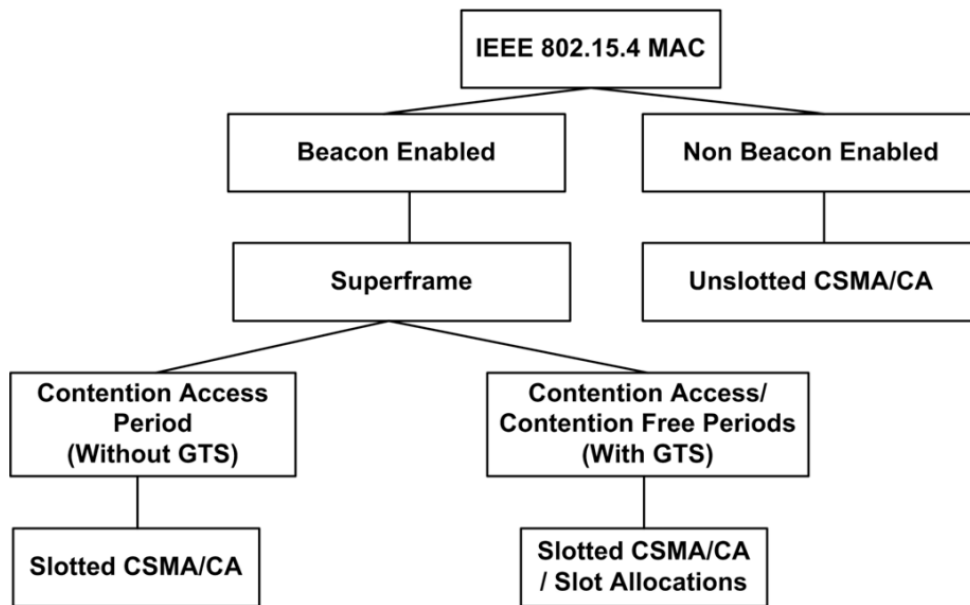 IEEE 802.15.4 MAC
Beacon Enabled
Non Beacon Enabled
Superframe
Unslotted CSMA/CA
Contention Access
Period
(Without GTS)
Contention Access/
Contention Free Periods
(With GTS)
Slotted CSMA/CA
Slotted CSMA/CA
/ Slot Allocations